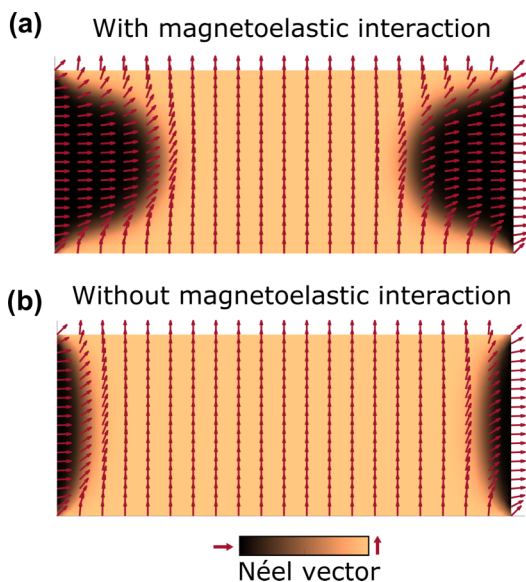 (a)
With magnetoelastic interaction
(b)
Without magnetoelastic interaction
Néel vector